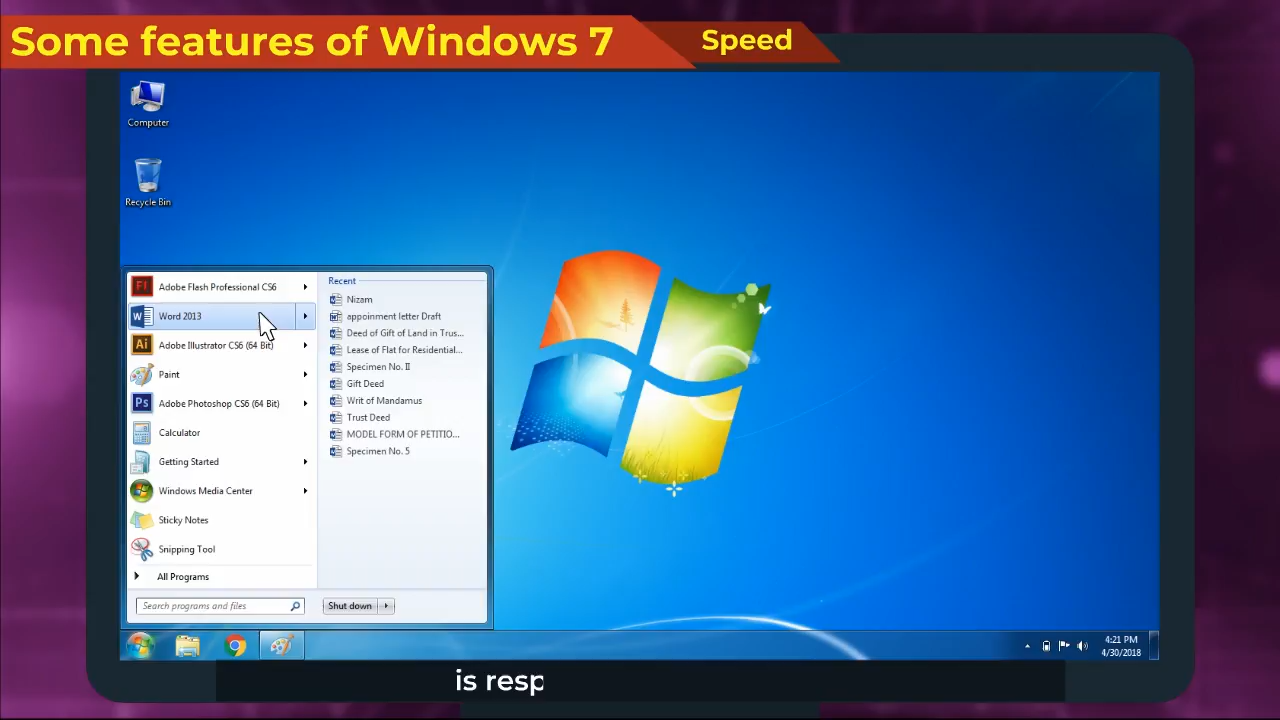 Some features of Windows 7
Speed
Computer
Recycle Bin
Adobe Flash Professional CS6
Word 2013
Adobe Illustrator CS6 (64 Bit)
Paint
Adobe Photoshop CS6 (64 Bit)
Calculator
Getting Started
Windows Media Center
Sticky Notes
Snipping Tool
All Programs
Search programs and files
Recent
Nizam
appoinment letter Draft
Deed of Gift of Land in Trus...
Lease of Flat for Residential...
Specimen No. II
Gift Deed
Writ of Mandamus
Trust Deed
MODEL FORM OF PETITIO...
Specimen No. 5
Shut down
4:21 PM
4/30/2018
is resp